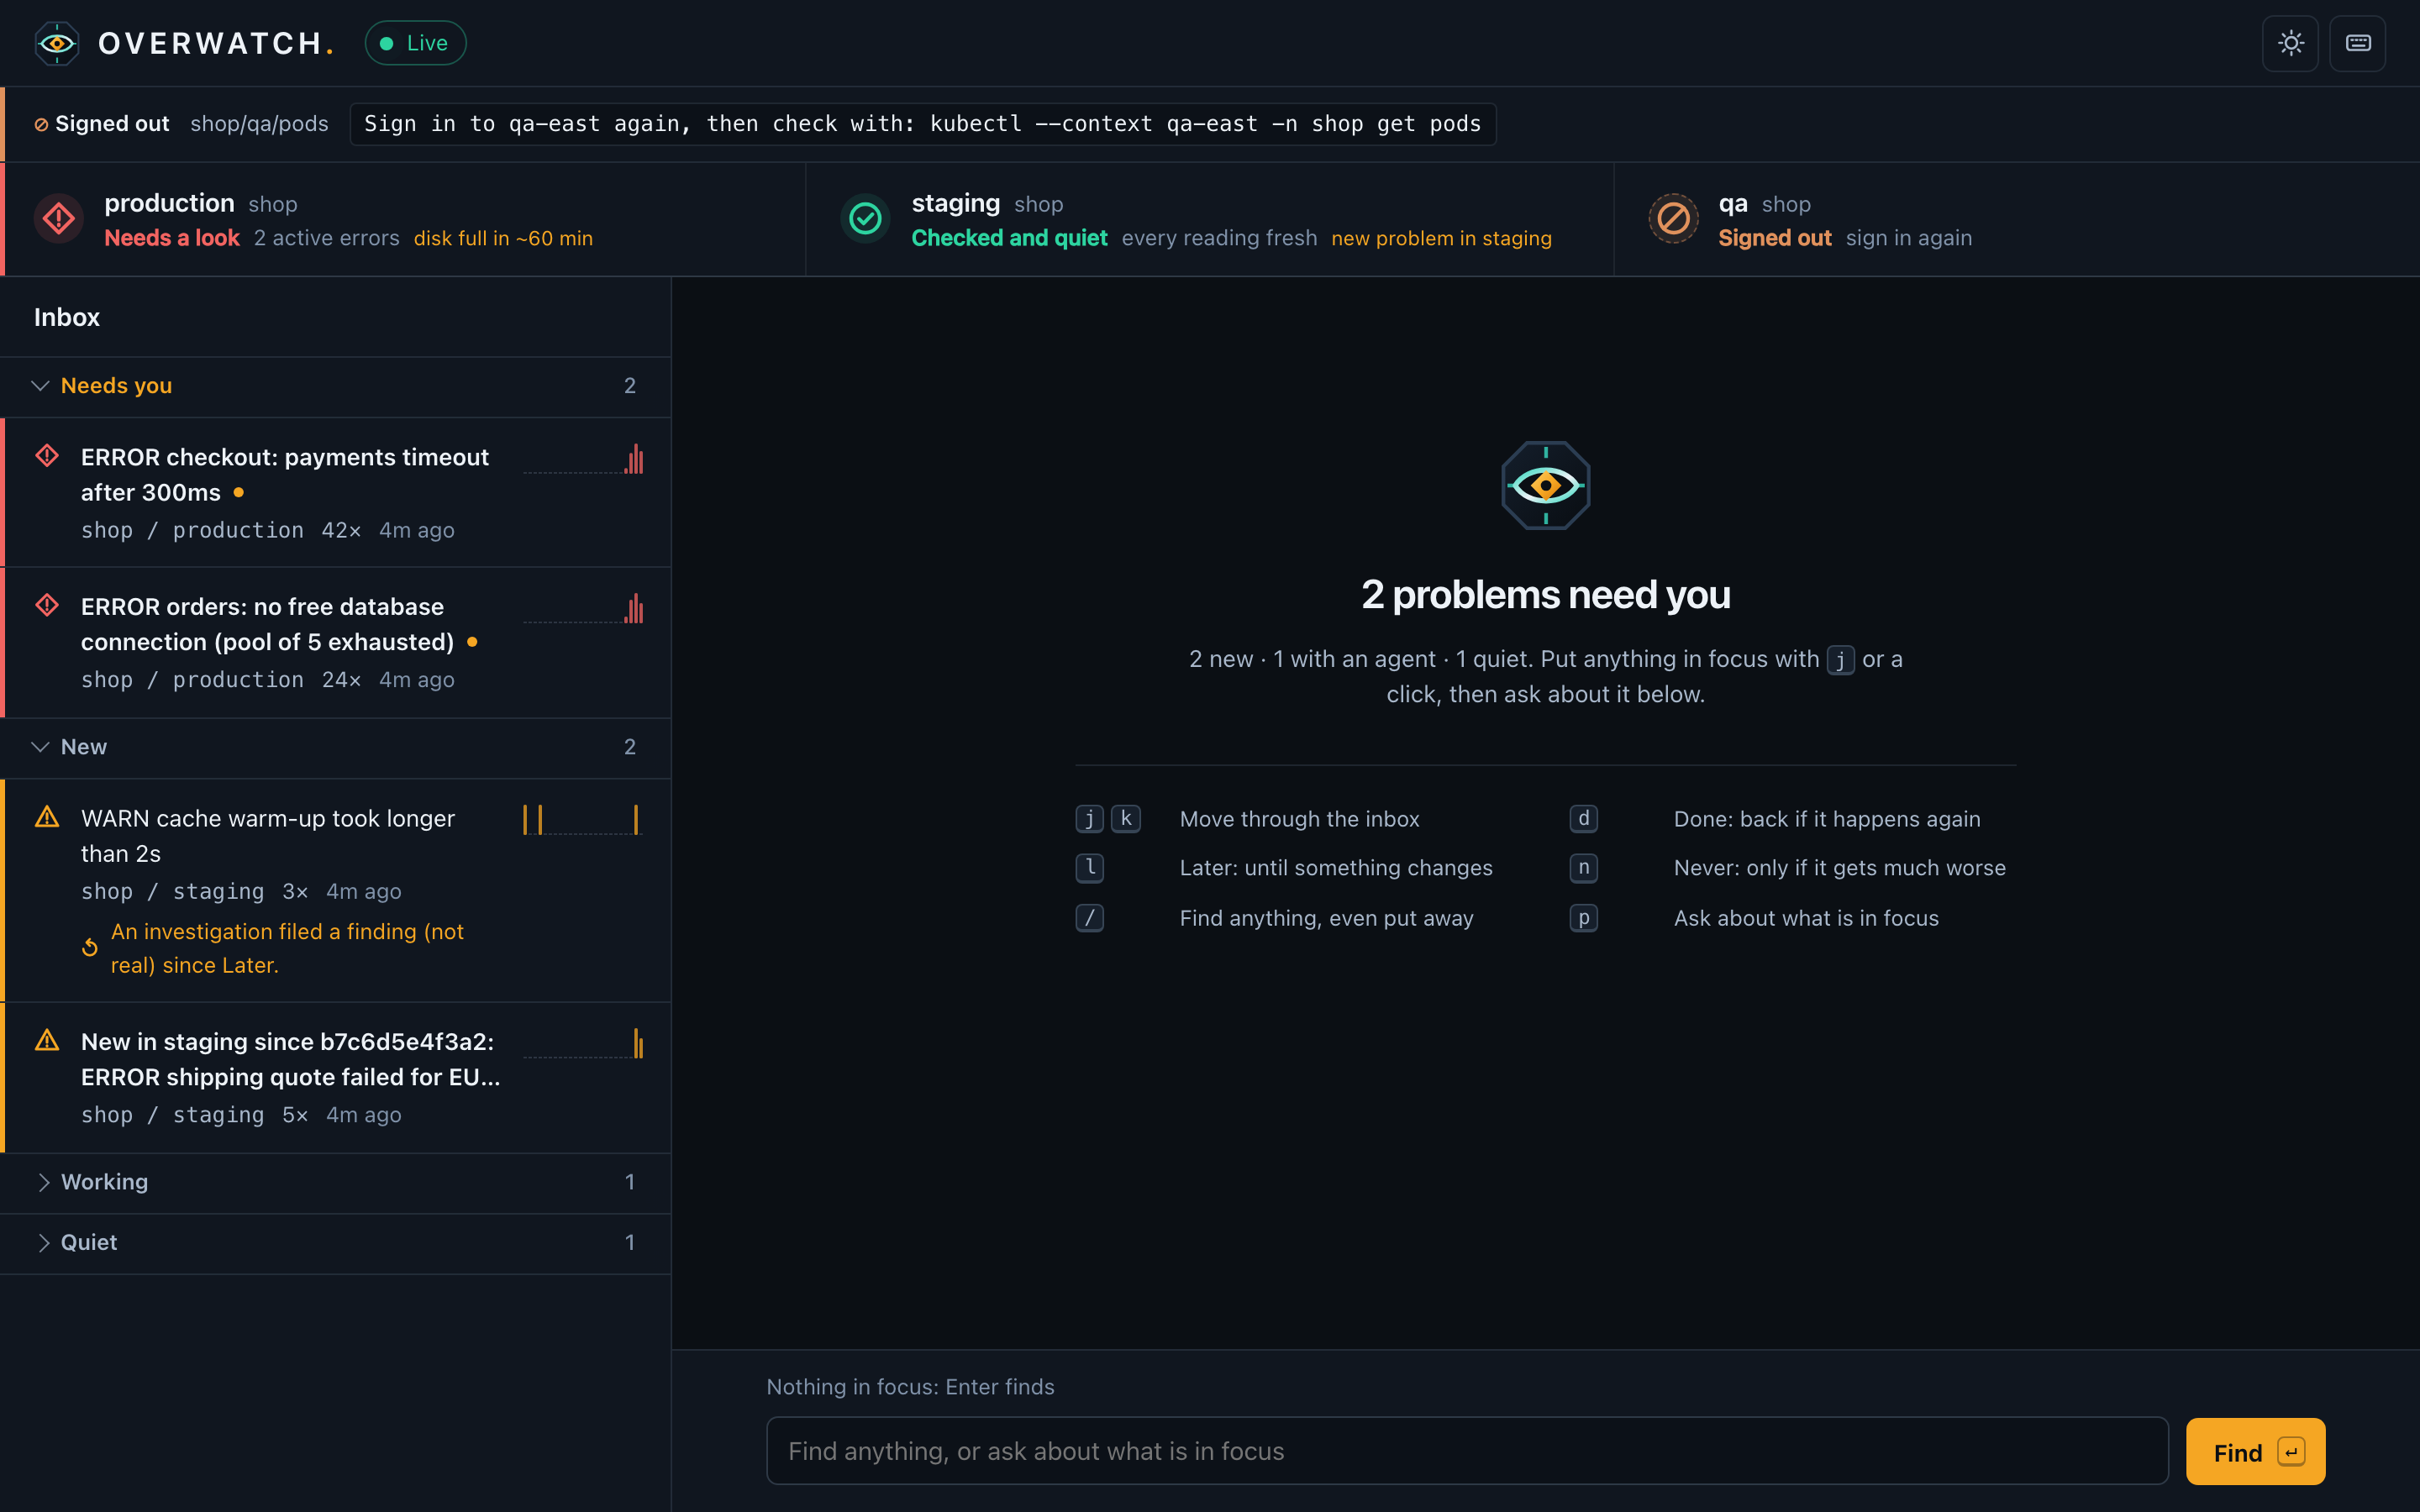 OVERWATCH.
Live
Signed out shop/qa/pods Sign in to qa-east again, then check with: kubectl --context qa-east -n shop get pods
production shop
Needs a look 2 active errors disk full in ~60 min
staging shop
Checked and quiet every reading fresh new problem in staging
qa shop
Signed out sign in again
Inbox
Needs you 2
ERROR checkout: payments timeout
after 300ms
shop / production 42× 4m ago
ERROR orders: no free database
connection (pool of 5 exhausted)
shop / production 24× 4m ago
New 2
WARN cache warm-up took longer
than 2s
shop / staging 3× 4m ago
An investigation filed a finding (not
real) since Later.
New in staging since b7c6d5e4f3a2:
ERROR shipping quote failed for EU...
shop / staging 5× 4m ago
Working 1
Quiet 1
2 problems need you
2 new · 1 with an agent · 1 quiet. Put anything in focus with j or a
click, then ask about it below.
j k Move through the inbox
d Done: back if it happens again
l Later: until something changes
n Never: only if it gets much worse
/ Find anything, even put away
p Ask about what is in focus
Nothing in focus: Enter finds
Find anything, or ask about what is in focus
Find ↵